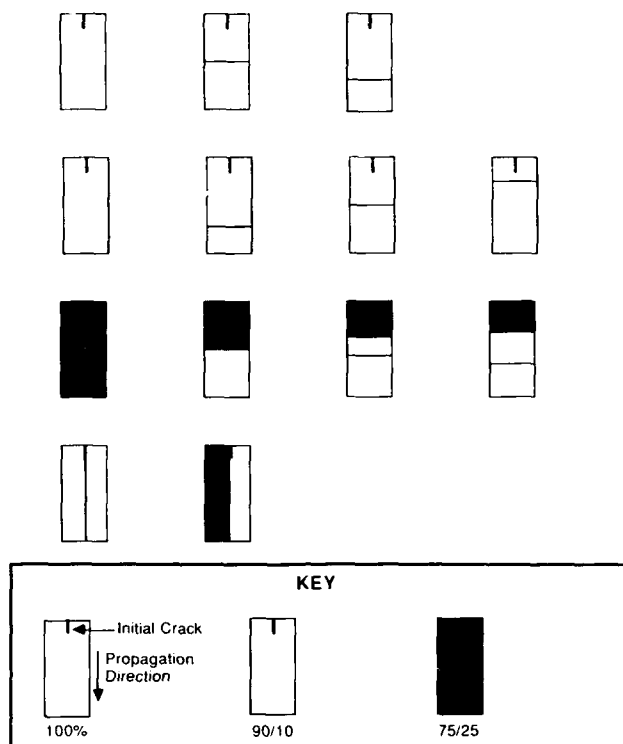 KEY
Initial Crack
Propagation
Direction
100%
90/10
75/25